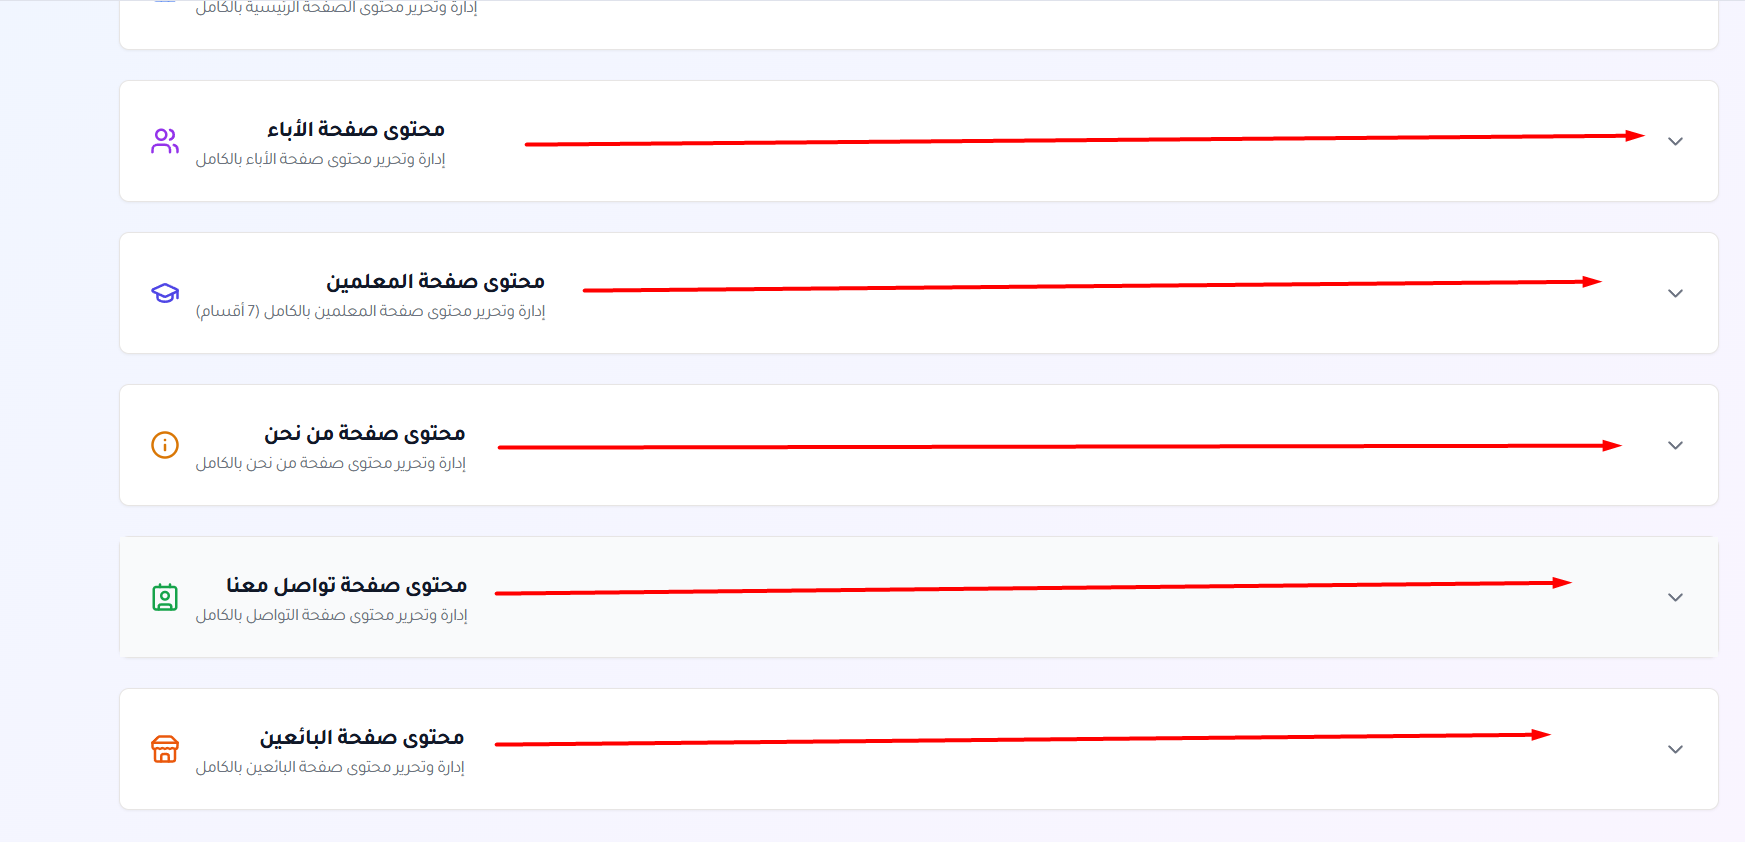 إدارة وتحرير محتوى الصفحة الرئيسية بالكامل
محتوى صفحة الأباء
إدارة وتحرير محتوى صفحة الأباء بالكامل
محتوى صفحة المعلمين
إدارة وتحرير محتوى صفحة المعلمين بالكامل (7 أقسام)
محتوى صفحة من نحن
إدارة وتحرير محتوى صفحة من نحن بالكامل
محتوى صفحة تواصل معنا
إدارة وتحرير محتوى صفحة التواصل بالكامل
محتوى صفحة البائعين
إدارة وتحرير محتوى صفحة البائعين بالكامل